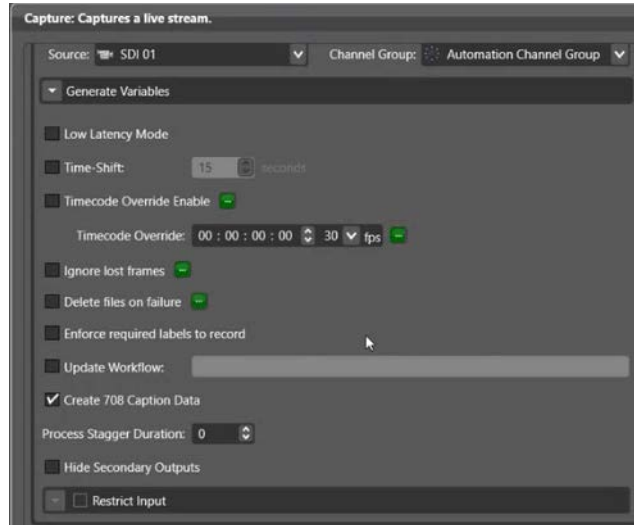 Capture: Captures a live stream.
Source: SDI 01 Channel Group: Automation Channel Group
Generate Variables
Low Latency Mode
Time-Shift: 15 seconds
Timecode Override Enable
Timecode Override: 00 : 00 : 00 : 00 30 fps
Ignore lost frames
Delete files on failure
Enforce required labels to record
Update Workflow:
Create 708 Caption Data
Process Stagger Duration: 0
Hide Secondary Outputs
Restrict Input